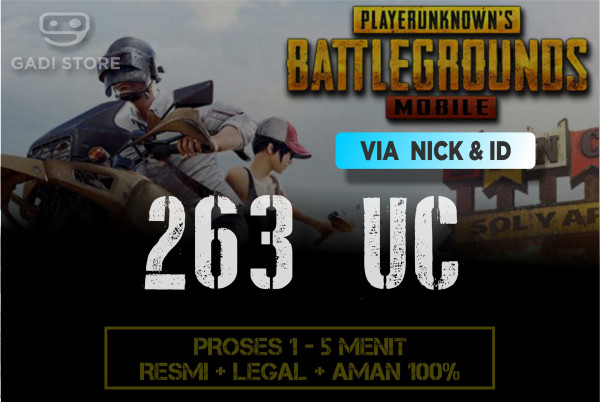 GADI STORE
PLAYERUNKNOWN'S
BATTLEGROUNDS
MOBILE
VIA NICK & ID
263 UC
PROSES 1 - 5 MENIT
RESMI + LEGAL + AMAN 100%